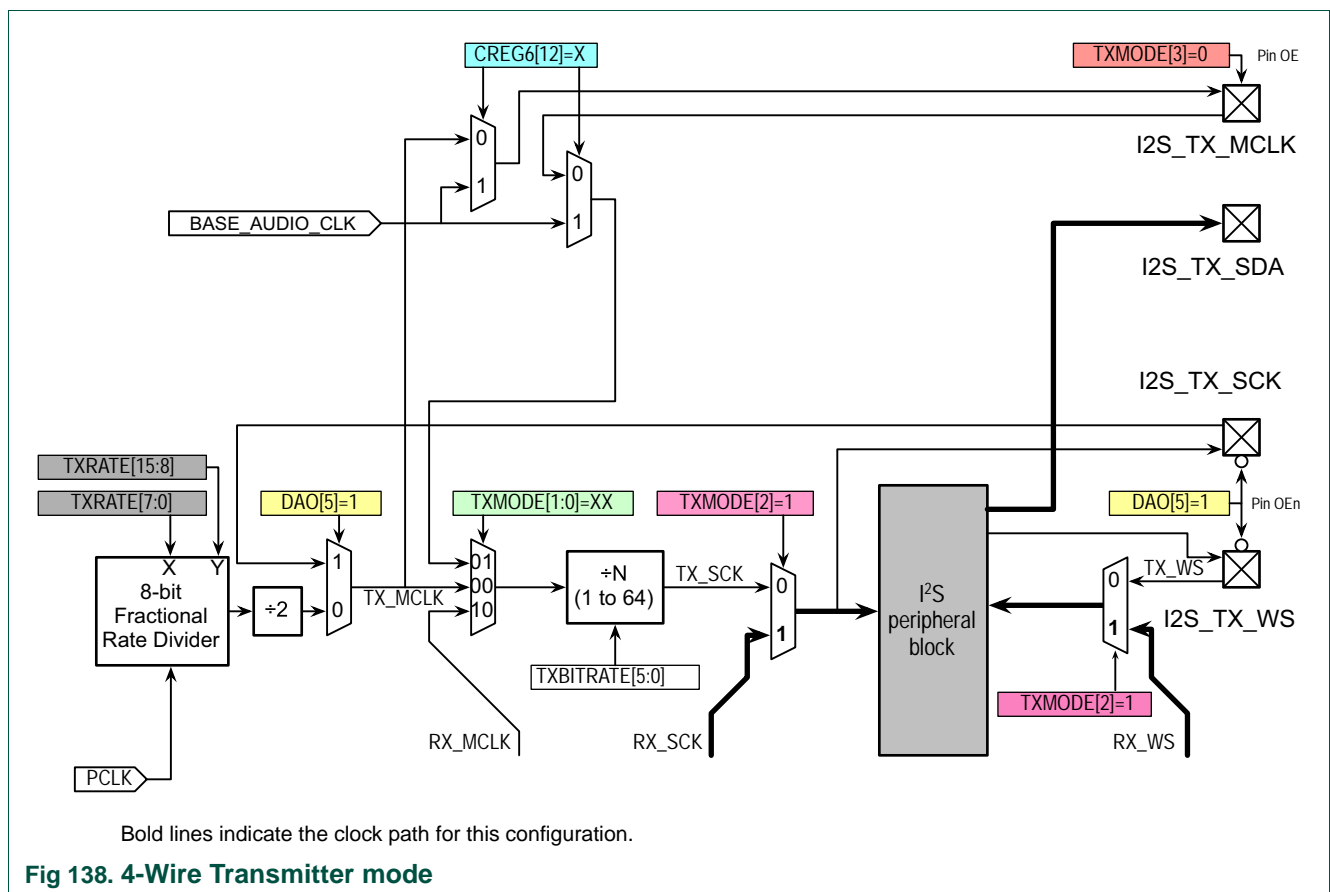 CREG6[12]=X
TXMODE[3]=0
Pin OE
0
1
I2S_TX_MCLK
0
1
BASE_AUDIO_CLK
I2S_TX_SDA
I2S_TX_SCK
TXRATE[15:8]
TXRATE[7:0]
DAO[5]=1
TXMODE[1:0]=XX
TXMODE[2]=1
DAO[5]=1
Pin OEn
X
Y
8-bit
Fractional
Rate Divider
÷2
1
0
TX_MCLK
01
00
10
÷N
(1 to 64)
TX_SCK
0
1
I²S
peripheral
block
TX_WS
0
1
I2S_TX_WS
TXBITRATE[5:0]
TXMODE[2]=1
RX_MCLK
RX_SCK
RX_WS
PCLK
Bold lines indicate the clock path for this configuration.
Fig 138. 4-Wire Transmitter mode